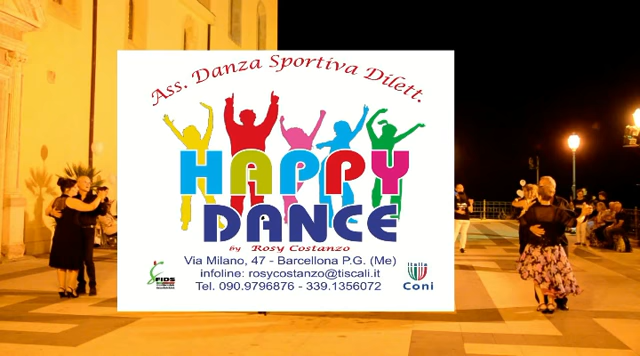 Ass. Danza Sportiva Dilett.
HAPPY
DANCE
by Rosy Costanzo
Via Milano, 47 - Barcellona P.G. (Me)
infoline: rosycostanzo@tiscali.it
Tel. 090.9796876 - 339.1356072
FIDS
Italia
Coni